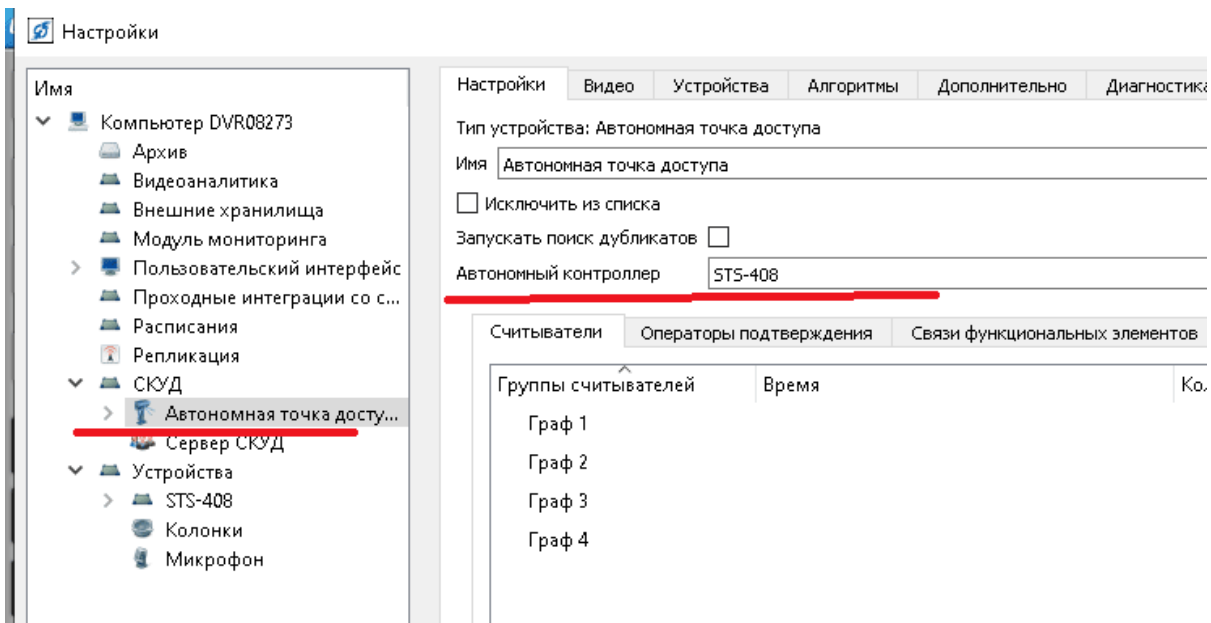 Настройки
Имя
Компьютер DVR08273
Архив
Видеоаналитика
Внешние хранилища
Модуль мониторинга
Пользовательский интерфейс
Проходные интеграции со с...
Расписания
Репликация
СКУД
Автономная точка досту...
Сервер СКУД
Устройства
STS-408
Колонки
Микрофон
Настройки Видео Устройства Алгоритмы Дополнительно Диагностика
Тип устройства: Автономная точка доступа
Имя Автономная точка доступа
Исключить из списка
Запускать поиск дубликатов
Автономный контроллер STS-408
Считыватели Операторы подтверждения Связи функциональных элементов
Группы считывателей Время Кол
Граф 1
Граф 2
Граф 3
Граф 4